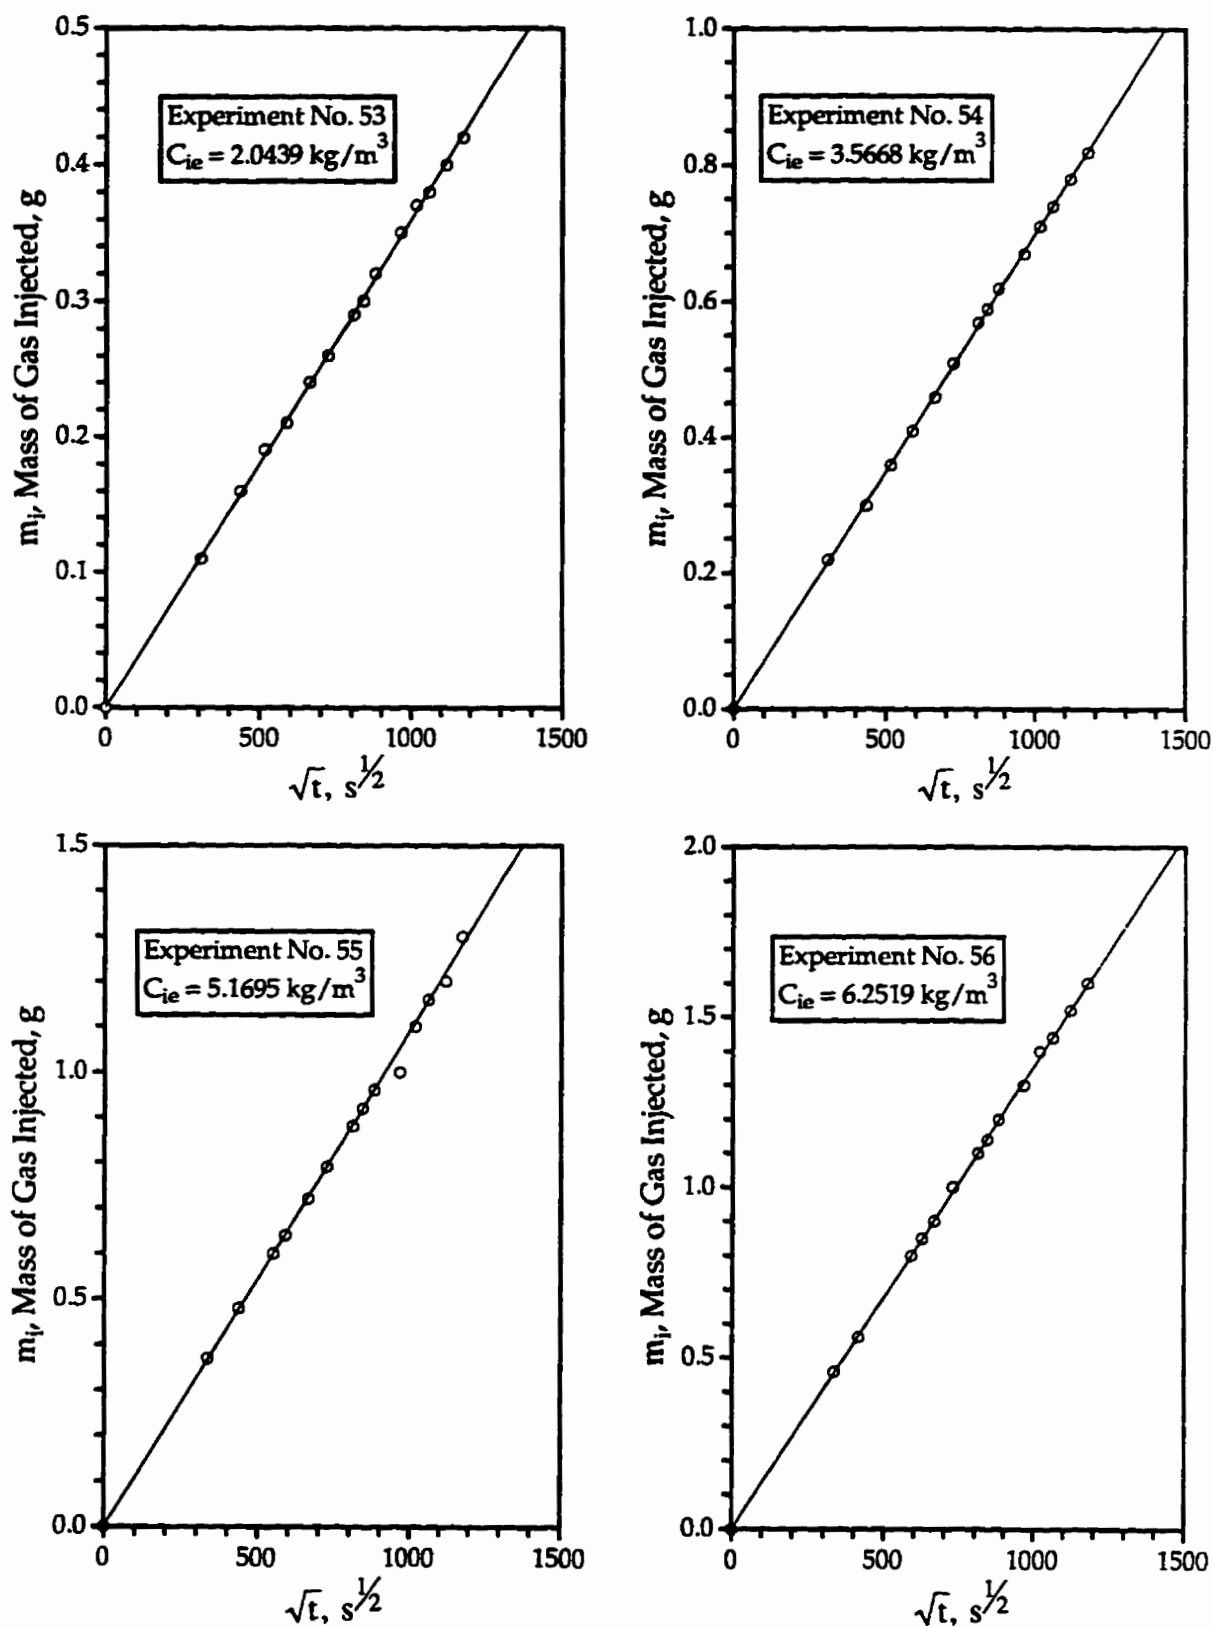 0.5
0.4
0.3
0.2
0.1
0.0
m_i, Mass of Gas Injected, g
Experiment No. 53
C_ie = 2.0439 kg/m³
0 500 1000 1500
√t, s^1/2
1.0
0.8
0.6
0.4
0.2
0.0
m_i, Mass of Gas Injected, g
Experiment No. 54
C_ie = 3.5668 kg/m³
0 500 1000 1500
√t, s^1/2
1.5
1.0
0.5
0.0
m_i, Mass of Gas Injected, g
Experiment No. 55
C_ie = 5.1695 kg/m³
0 500 1000 1500
√t, s^1/2
2.0
1.5
1.0
0.5
0.0
m_i, Mass of Gas Injected, g
Experiment No. 56
C_ie = 6.2519 kg/m³
0 500 1000 1500
√t, s^1/2